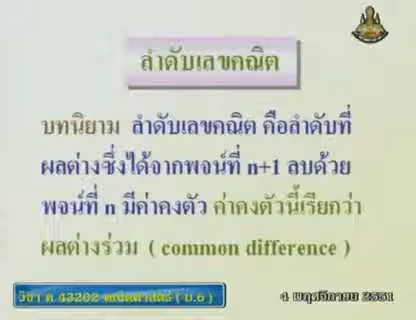 ลำดับเลขคณิต
บทนิยาม ลำดับเลขคณิต คือลำดับที่
ผลต่างซึ่งได้จากพจน์ที่ n+1 ลบด้วย
พจน์ที่ n มีค่าคงตัว ค่าคงตัวนี้เรียกว่า
ผลต่างร่วม ( common difference )
วิชา ค 43202 คณิตศาสตร์ ( ม.6 )
4 พฤศจิกายน 2551